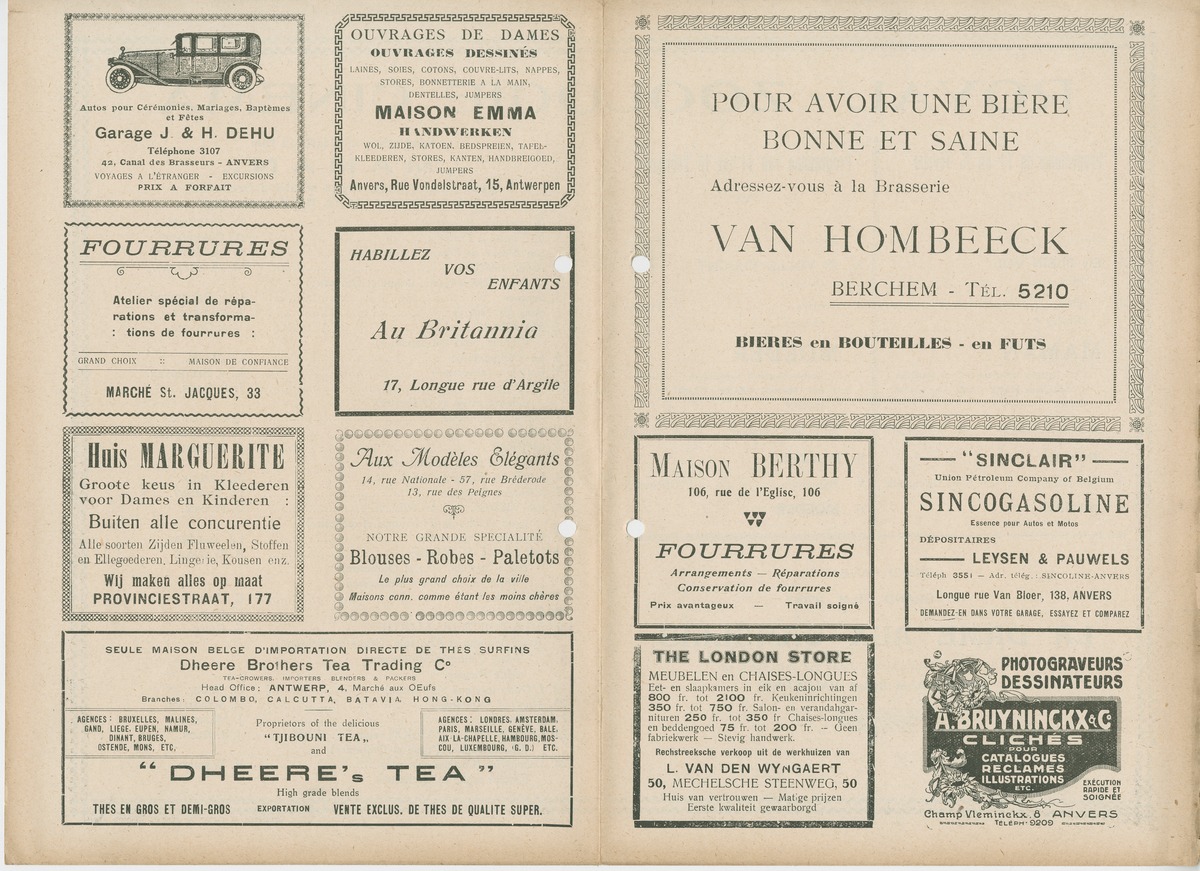 Autos pour Cérémonies, Mariages, Baptêmes
et Fêtes
Garage J. & H. DEHU
Téléphone 3107
42, Canal des Brasseurs - ANVERS
VOYAGES A L'ÉTRANGER - EXCURSIONS
PRIX A FORFAIT
OUVRAGES DE DAMES
OUVRAGES DESSINÉS
LAINES, SOIES, COTONS, COUVRE-LITS, NAPPES,
STORES, BONNETTERIE A LA MAIN,
DENTELLES, JUMPERS
MAISON EMMA
HANDWERKEN
WOL, ZIJDE, KATOEN, BEDSPREIEN, TAFEL-
KLEEDEREN, STORES, KANTEN, HANDBREIGOED,
JUMPERS
Anvers, Rue Vondelstraat, 15, Antwerpen
FOURRURES
Atelier spécial de répa-
rations et transforma-
: tions de fourrures :
GRAND CHOIX :: MAISON DE CONFIANCE
MARCHÉ St. JACQUES, 33
HABILLEZ
VOS
ENFANTS
Au Britannia
17, Longue rue d'Argile
Huis MARGUERITE
Groote keus in Kleederen
voor Dames en Kinderen :
Buiten alle concurentie
Alle soorten Zijden Fluweelen, Stoffen
en Ellegoederen, Lingerie, Kousen enz.
Wij maken alles op maat
PROVINCIESTRAAT, 177
Aux Modèles Elégants
14, rue Nationale - 57, rue Bréderode
13, rue des Peignes
NOTRE GRANDE SPECIALITÉ
Blouses - Robes - Paletots
Le plus grand choix de la ville
Maisons conn. comme étant les moins chères
SEULE MAISON BELGE D'IMPORTATION DIRECTE DE THES SURFINS
Dheere Brothers Tea Trading Co
TEA-CROWERS, IMPORTERS BLENDERS & PACKERS
Head Office: ANTWERP, 4, Marché aux OEufs
Branches: COLOMBO, CALCUTTA, BATAVIA, HONG-KONG
AGENCES: BRUXELLES, MALINES,
GAND, LIEGE, EUPEN, NAMUR,
DINANT, BRUGES,
OSTENDE, MONS, ETC.
Proprietors of the delicious
"TJIBOUNI TEA,,
and
AGENCES: LONDRES, AMSTERDAM,
PARIS, MARSEILLE, GENÈVE, BALE,
AIX-LA-CHAPELLE, HAMBOURG, MOS-
COU, LUXEMBOURG, (G. D.) ETC.
"DHEERE's TEA"
High grade blends
THES EN GROS ET DEMI-GROS EXPORTATION VENTE EXCLUS. DE THES DE QUALITE SUPER.
POUR AVOIR UNE BIÈRE
BONNE ET SAINE
Adressez-vous à la Brasserie
VAN HOMBEECK
BERCHEM - TÉL. 5210
BIERES en BOUTEILLES - en FUTS
MAISON BERTHY
106, rue de l'Eglise, 106
FOURRURES
Arrangements — Réparations
Conservation de fourrures
Prix avantageux — Travail soigné
"SINCLAIR"
Union Pétroleum Company of Belgium
SINCOGASOLINE
Essence pour Autos et Motos
DÉPOSITAIRES
LEYSEN & PAUWELS
Téléph 3551 — Adr. télég.: SINCOLINE-ANVERS
Longue rue Van Bloer, 138, ANVERS
DEMANDEZ-EN DANS VOTRE GARAGE, ESSAYEZ ET COMPAREZ
THE LONDON STORE
MEUBELEN en CHAISES-LONGUES
Eet- en slaapkamers in eik en acajou van af
800 fr. tot 2100 fr. Keukeninrichtingen
350 fr. tot 750 fr. Salon- en verandahgar-
nituren 250 fr. tot 350 fr Chaises-longues
en beddengoed 75 fr. tot 200 fr. — Geen
fabriekwerk — Stevig handwerk.
Rechstreeksche verkoop uit de werkhuizen van
L. VAN DEN WYNGAERT
50, MECHELSCHE STEENWEG, 50
Huis van vertrouwen — Matige prijzen
Eerste kwaliteit gewaarborgd
PHOTOGRAVEURS
DESSINATEURS
A. BRUYNINCKX & Co
CLICHÉS
POUR
CATALOGUES
RECLAMES
ILLUSTRATIONS
ETC.
EXÉCUTION
RAPIDE ET
SOIGNÉE
Champ Vleminckx. 8 ANVERS
TELEPH-9209